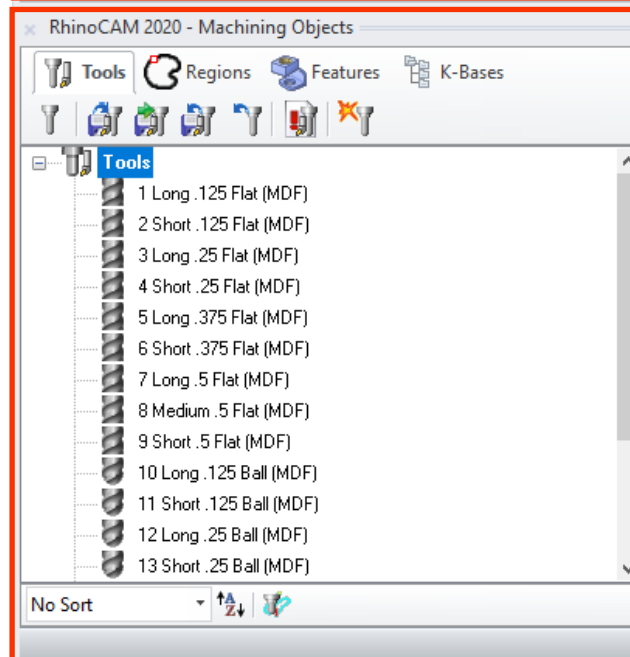 RhinoCAM 2020 - Machining Objects
Tools Regions Features K-Bases
Tools
1 Long .125 Flat (MDF)
2 Short .125 Flat (MDF)
3 Long .25 Flat (MDF)
4 Short .25 Flat (MDF)
5 Long .375 Flat (MDF)
6 Short .375 Flat (MDF)
7 Long .5 Flat (MDF)
8 Medium .5 Flat (MDF)
9 Short .5 Flat (MDF)
10 Long .125 Ball (MDF)
11 Short .125 Ball (MDF)
12 Long .25 Ball (MDF)
13 Short .25 Ball (MDF)
No Sort